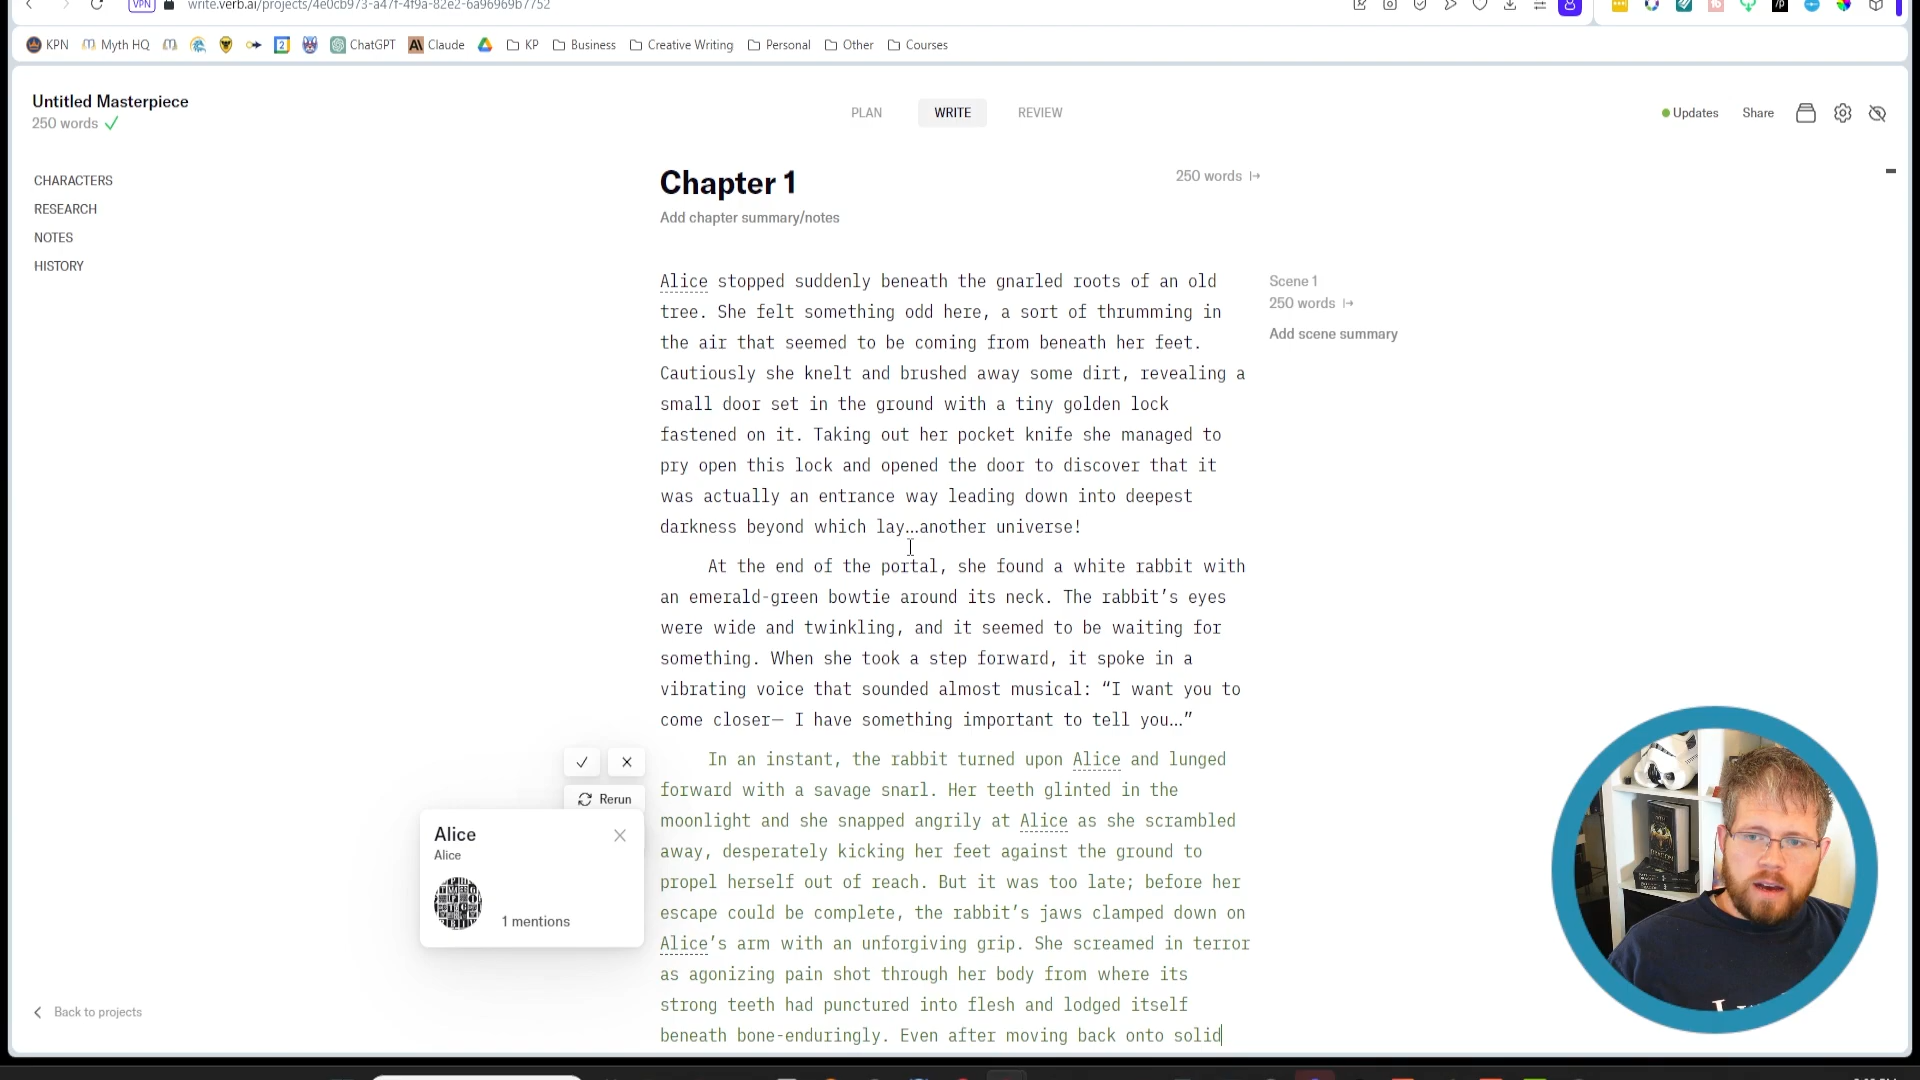 VPN
write.verb.ai/projects/4e0cb973-a47f-4f9a-82e2-6a96969b7752
KPN
Myth HQ
2
ChatGPT
Claude
KP
Business
Creative Writing
Personal
Other
Courses
Untitled Masterpiece
250 words
PLAN
WRITE
REVIEW
Updates
Share
CHARACTERS
RESEARCH
NOTES
HISTORY
Chapter 1
250 words
Add chapter summary/notes
Alice stopped suddenly beneath the gnarled roots of an old
tree. She felt something odd here, a sort of thrumming in
the air that seemed to be coming from beneath her feet.
Cautiously she knelt and brushed away some dirt, revealing a
small door set in the ground with a tiny golden lock
fastened on it. Taking out her pocket knife she managed to
pry open this lock and opened the door to discover that it
was actually an entrance way leading down into deepest
darkness beyond which lay…another universe!
Scene 1
250 words
Add scene summary
At the end of the portal, she found a white rabbit with
an emerald-green bowtie around its neck. The rabbit’s eyes
were wide and twinkling, and it seemed to be waiting for
something. When she took a step forward, it spoke in a
vibrating voice that sounded almost musical: “I want you to
come closer— I have something important to tell you…”
In an instant, the rabbit turned upon Alice and lunged
forward with a savage snarl. Her teeth glinted in the
moonlight and she snapped angrily at Alice as she scrambled
away, desperately kicking her feet against the ground to
propel herself out of reach. But it was too late; before her
escape could be complete, the rabbit’s jaws clamped down on
Alice’s arm with an unforgiving grip. She screamed in terror
as agonizing pain shot through her body from where its
strong teeth had punctured into flesh and lodged itself
beneath bone-enduringly. Even after moving back onto solid
Rerun
Alice
Alice
1 mentions
Back to projects